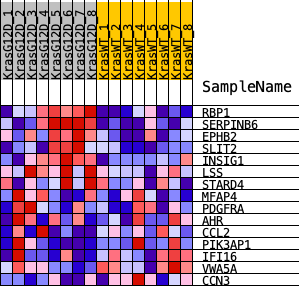 KrasG12D_1
KrasG12D_2
KrasG12D_3
KrasG12D_4
KrasG12D_5
KrasG12D_6
KrasG12D_7
KrasG12D_8
KrasWT_1
KrasWT_2
KrasWT_3
KrasWT_4
KrasWT_5
KrasWT_6
KrasWT_7
KrasWT_8
SampleName
RBP1
SERPINB6
EPHB2
SLIT2
INSIG1
LSS
STARD4
MFAP4
PDGFRA
AHR
CCL2
PIK3AP1
IFI16
VWA5A
CCN3